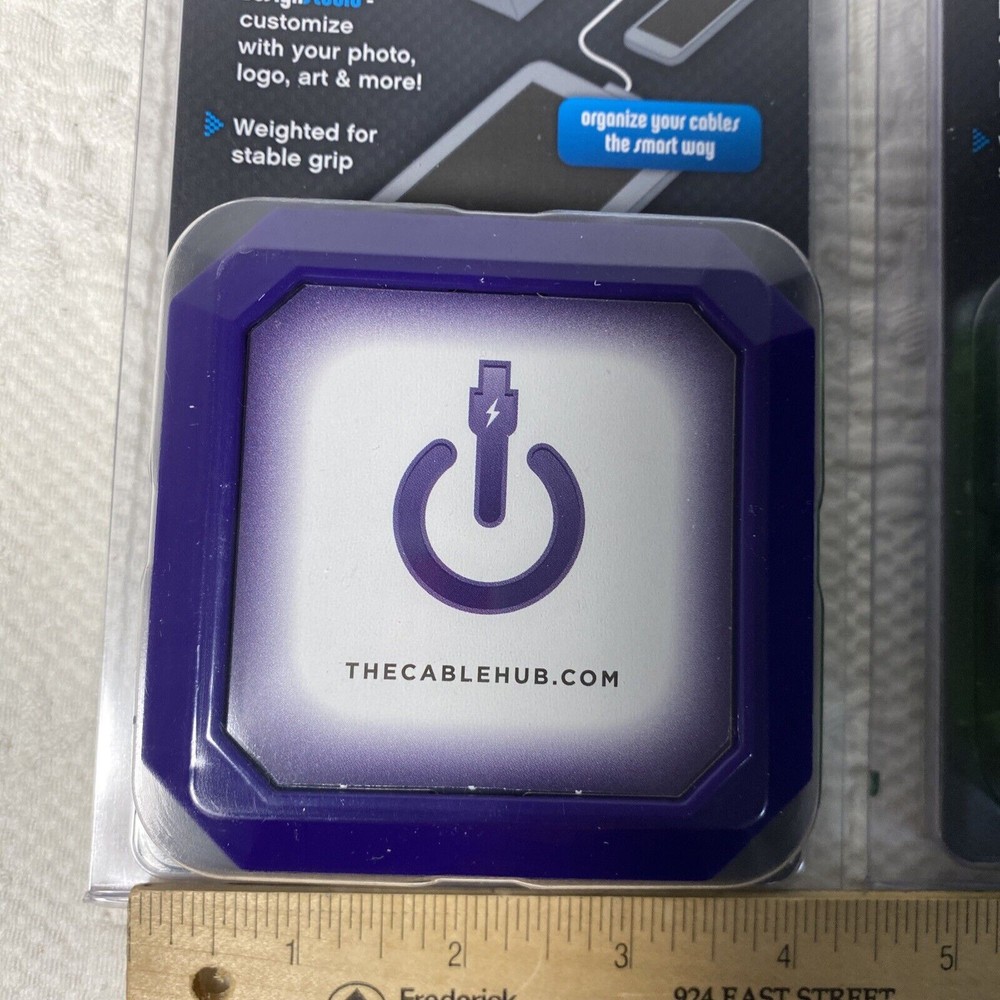 customize
with your photo,
logo, art & more!
Weighted for
stable grip
organize your cables
the smart way
THECABLEHUB.COM
1 2 3 4 5
Frederick
924 EAST STREET